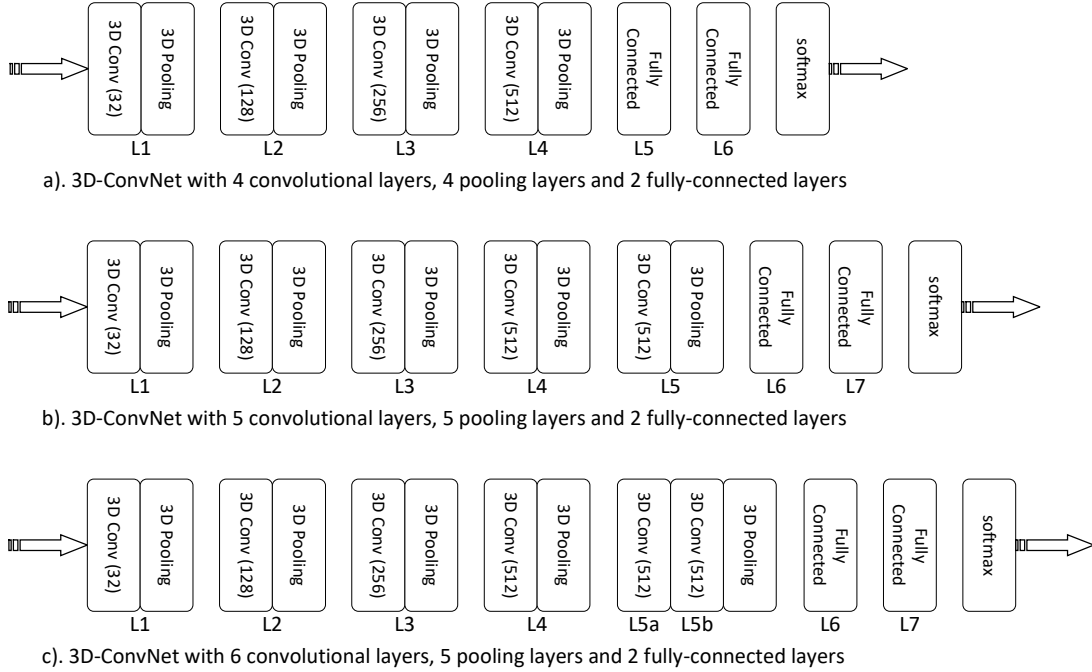 3D Conv (32)
3D Pooling
3D Conv (128)
3D Pooling
3D Conv (256)
3D Pooling
3D Conv (512)
3D Pooling
Fully
Connected
Fully
Connected
softmax
L1
L2
L3
L4
L5
L6
a). 3D-ConvNet with 4 convolutional layers, 4 pooling layers and 2 fully-connected layers
3D Conv (32)
3D Pooling
3D Conv (128)
3D Pooling
3D Conv (256)
3D Pooling
3D Conv (512)
3D Pooling
3D Conv (512)
3D Pooling
Fully
Connected
Fully
Connected
softmax
L1
L2
L3
L4
L5
L6
L7
b). 3D-ConvNet with 5 convolutional layers, 5 pooling layers and 2 fully-connected layers
3D Conv (32)
3D Pooling
3D Conv (128)
3D Pooling
3D Conv (256)
3D Pooling
3D Conv (512)
3D Pooling
3D Conv (512)
3D Conv (512)
3D Pooling
Fully
Connected
Fully
Connected
softmax
L1
L2
L3
L4
L5a
L5b
L6
L7
c). 3D-ConvNet with 6 convolutional layers, 5 pooling layers and 2 fully-connected layers